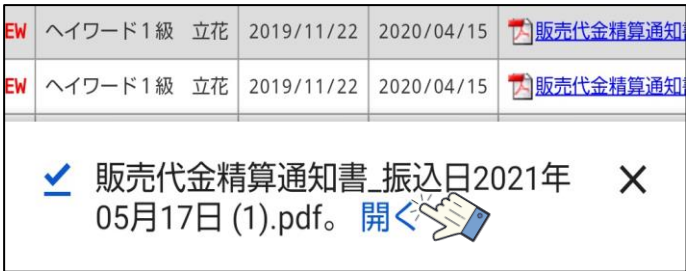 EW ヘイワード1級 立花 2019/11/22 2020/04/15 販売代金精算通知
EW ヘイワード1級 立花 2019/11/22 2020/04/15 販売代金精算通知
販売代金精算通知書_振込日2021年
05月17日 (1).pdf。 開く